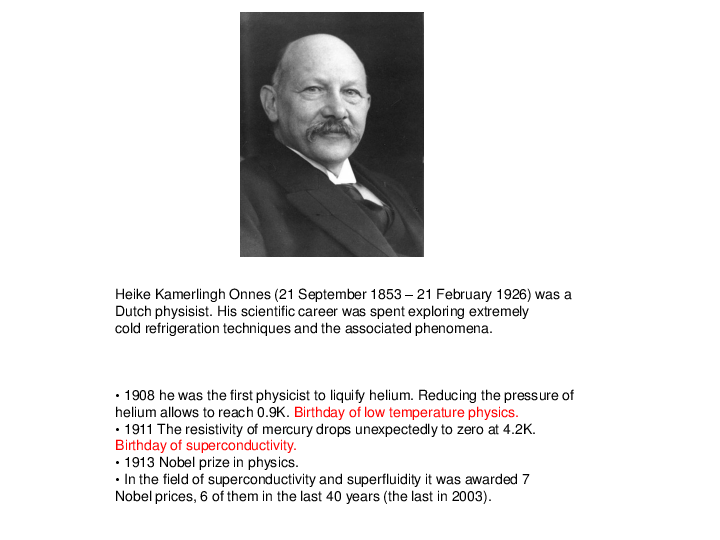 Heike Kamerlingh Onnes (21 September 1853 – 21 February 1926) was a
Dutch physisist. His scientific career was spent exploring extremely
cold refrigeration techniques and the associated phenomena.
• 1908 he was the first physicist to liquify helium. Reducing the pressure of
helium allows to reach 0.9K. Birthday of low temperature physics.
• 1911 The resistivity of mercury drops unexpectedly to zero at 4.2K.
Birthday of superconductivity.
• 1913 Nobel prize in physics.
• In the field of superconductivity and superfluidity it was awarded 7
Nobel prices, 6 of them in the last 40 years (the last in 2003).